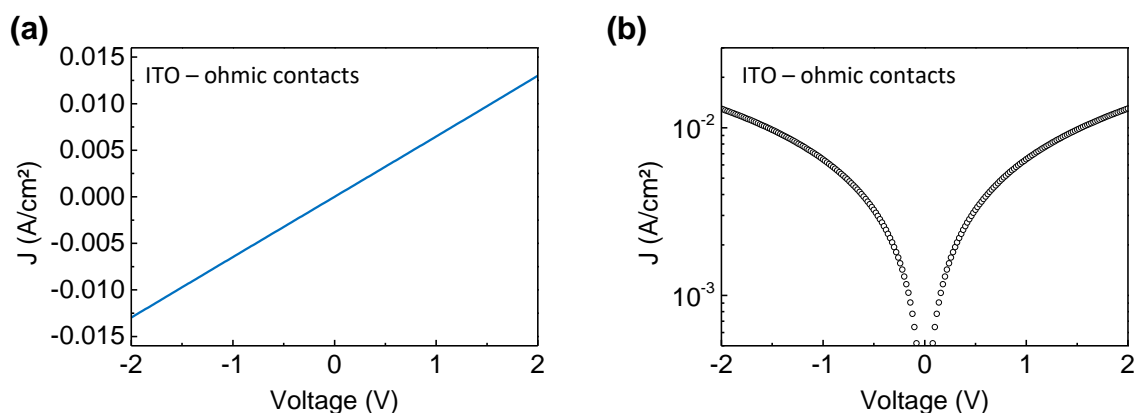 (a)
0.015
0.010
0.005
0.000
-0.005
-0.010
-0.015
J (A/cm²)
ITO – ohmic contacts
-2
-1
0
1
2
Voltage (V)
(b)
10⁻²
10⁻³
J (A/cm²)
ITO – ohmic contacts
-2
-1
0
1
2
Voltage (V)